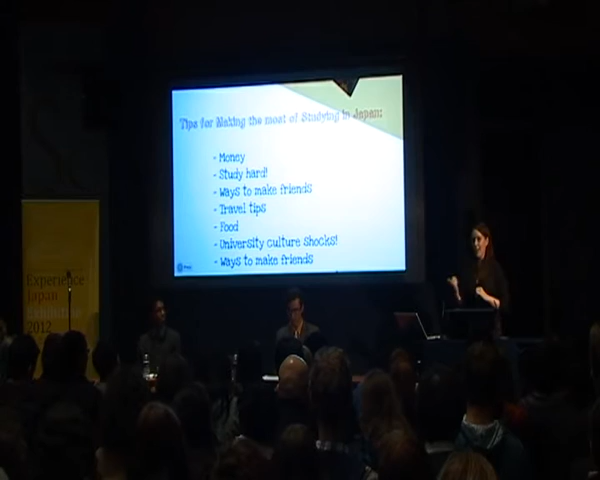 Tips for Making the most of Studying in Japan:
- Money
- Study hard!
- Ways to make friends
- Travel tips
- Food
- University culture shocks!
- Ways to make friends
Experience
Japan
Exhibition
2012